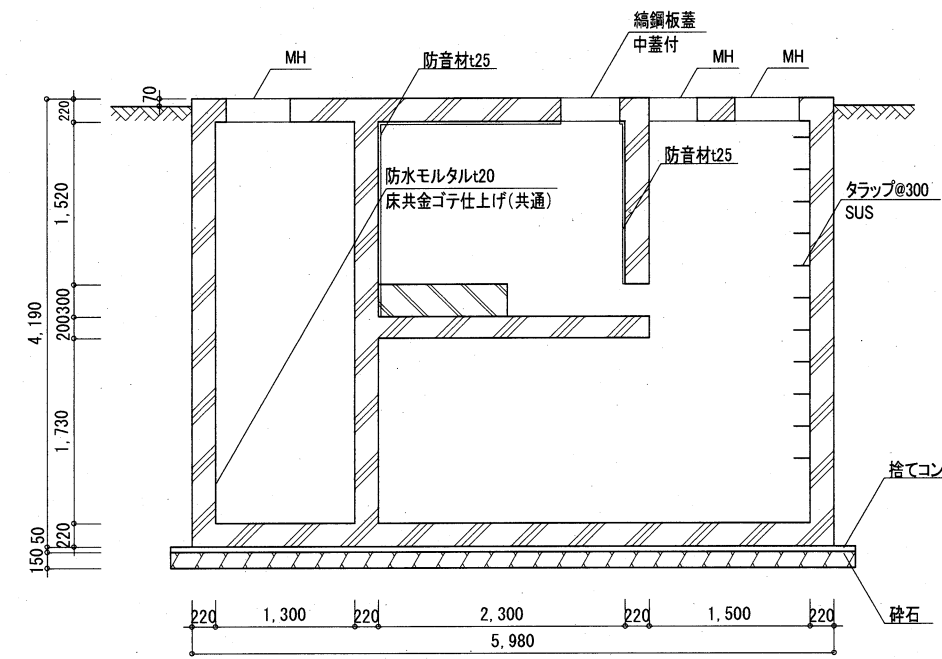 縞鋼板蓋
中蓋付
MH
防音材t25
MH
MH
70
220
防音材t25
防水モルタルt20
床共金ゴテ仕上げ(共通)
タラップ@300
SUS
1,520
300
200
4,190
1,730
220
50
150
捨てコン
砕石
220
1,300
220
2,300
220
1,500
220
5,980